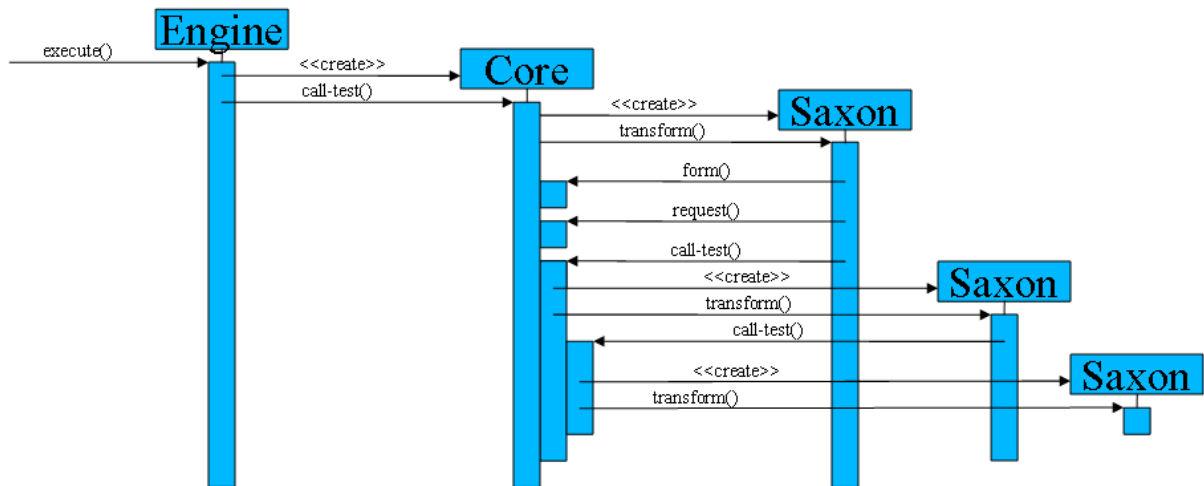 Engine
execute()
<<create>>
Core
call-test()
<<create>>
Saxon
transform()
form()
request()
call-test()
<<create>>
Saxon
transform()
call-test()
<<create>>
Saxon
transform()